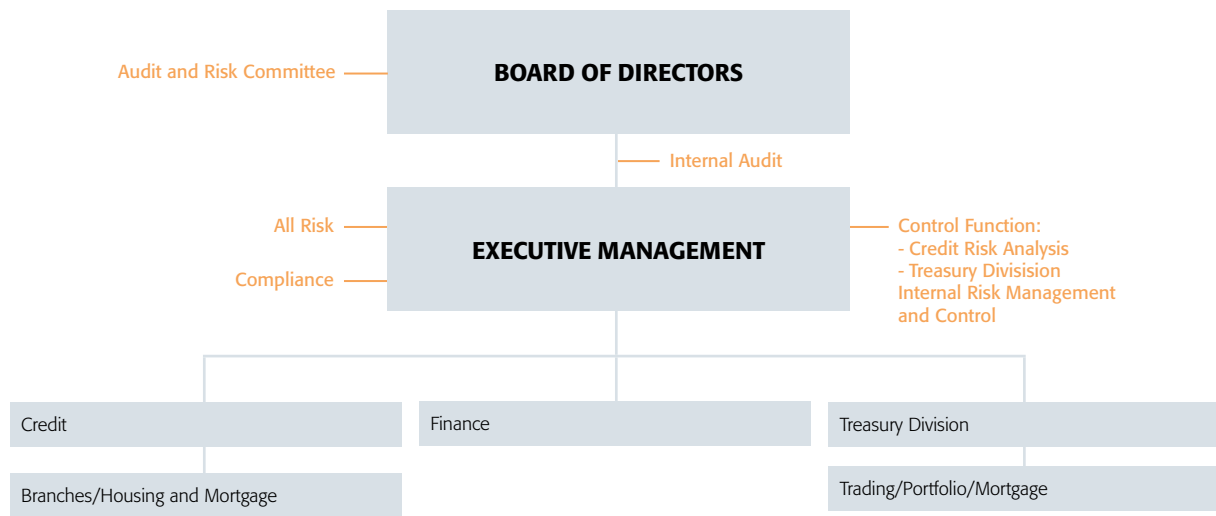 BOARD OF DIRECTORS
Audit and Risk Committee
Internal Audit
EXECUTIVE MANAGEMENT
All Risk
Compliance
Control Function:
- Credit Risk Analysis
- Treasury Divisision
Internal Risk Management
and Control
Credit
Finance
Treasury Division
Branches/Housing and Mortgage
Trading/Portfolio/Mortgage